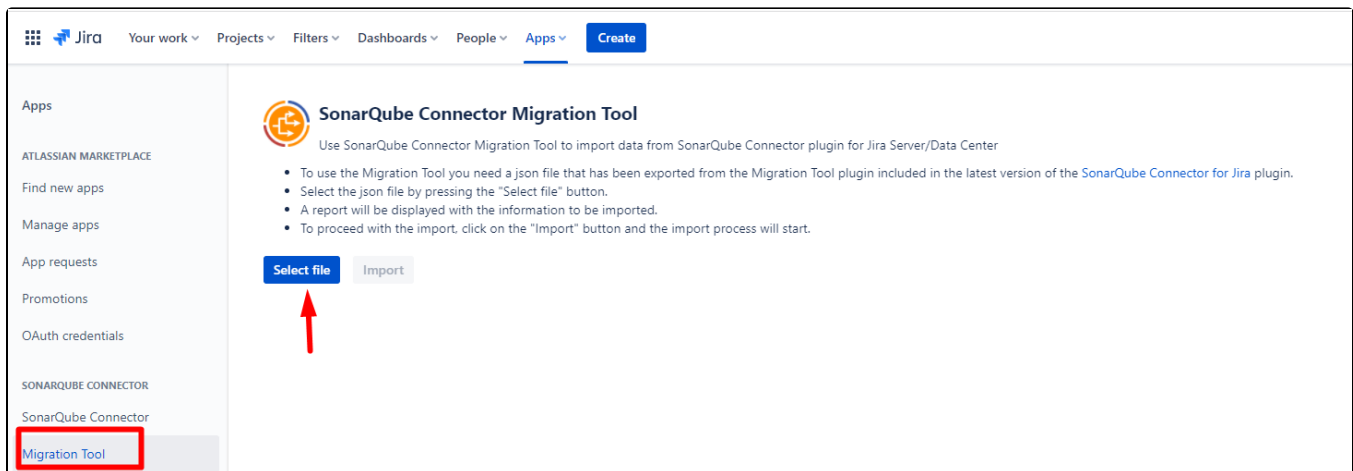 Jira Your work Projects Filters Dashboards People Apps Create
Apps
ATLASSIAN MARKETPLACE
Find new apps
Manage apps
App requests
Promotions
OAuth credentials
SONARQUBE CONNECTOR
SonarQube Connector
Migration Tool
SonarQube Connector Migration Tool
Use SonarQube Connector Migration Tool to import data from SonarQube Connector plugin for Jira Server/Data Center
• To use the Migration Tool you need a json file that has been exported from the Migration Tool plugin included in the latest version of the SonarQube Connector for Jira plugin.
• Select the json file by pressing the "Select file" button.
• A report will be displayed with the information to be imported.
• To proceed with the import, click on the "Import" button and the import process will start.
Select file Import